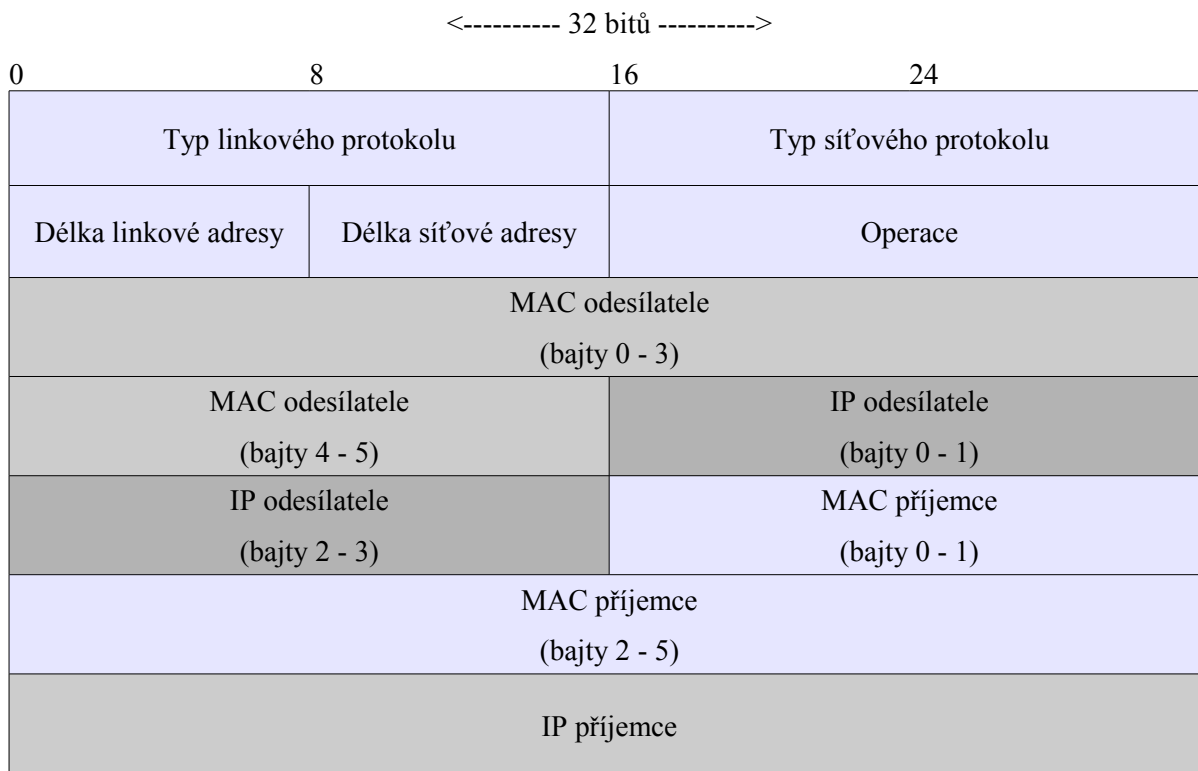 <---------- 32 bitů ---------->
0 8 16 24
Typ linkového protokolu Typ síťového protokolu
Délka linkové adresy Délka síťové adresy Operace
MAC odesílatele
(bajty 0 - 3)
MAC odesílatele IP odesílatele
(bajty 4 - 5) (bajty 0 - 1)
IP odesílatele MAC příjemce
(bajty 2 - 3) (bajty 0 - 1)
MAC příjemce
(bajty 2 - 5)
IP příjemce